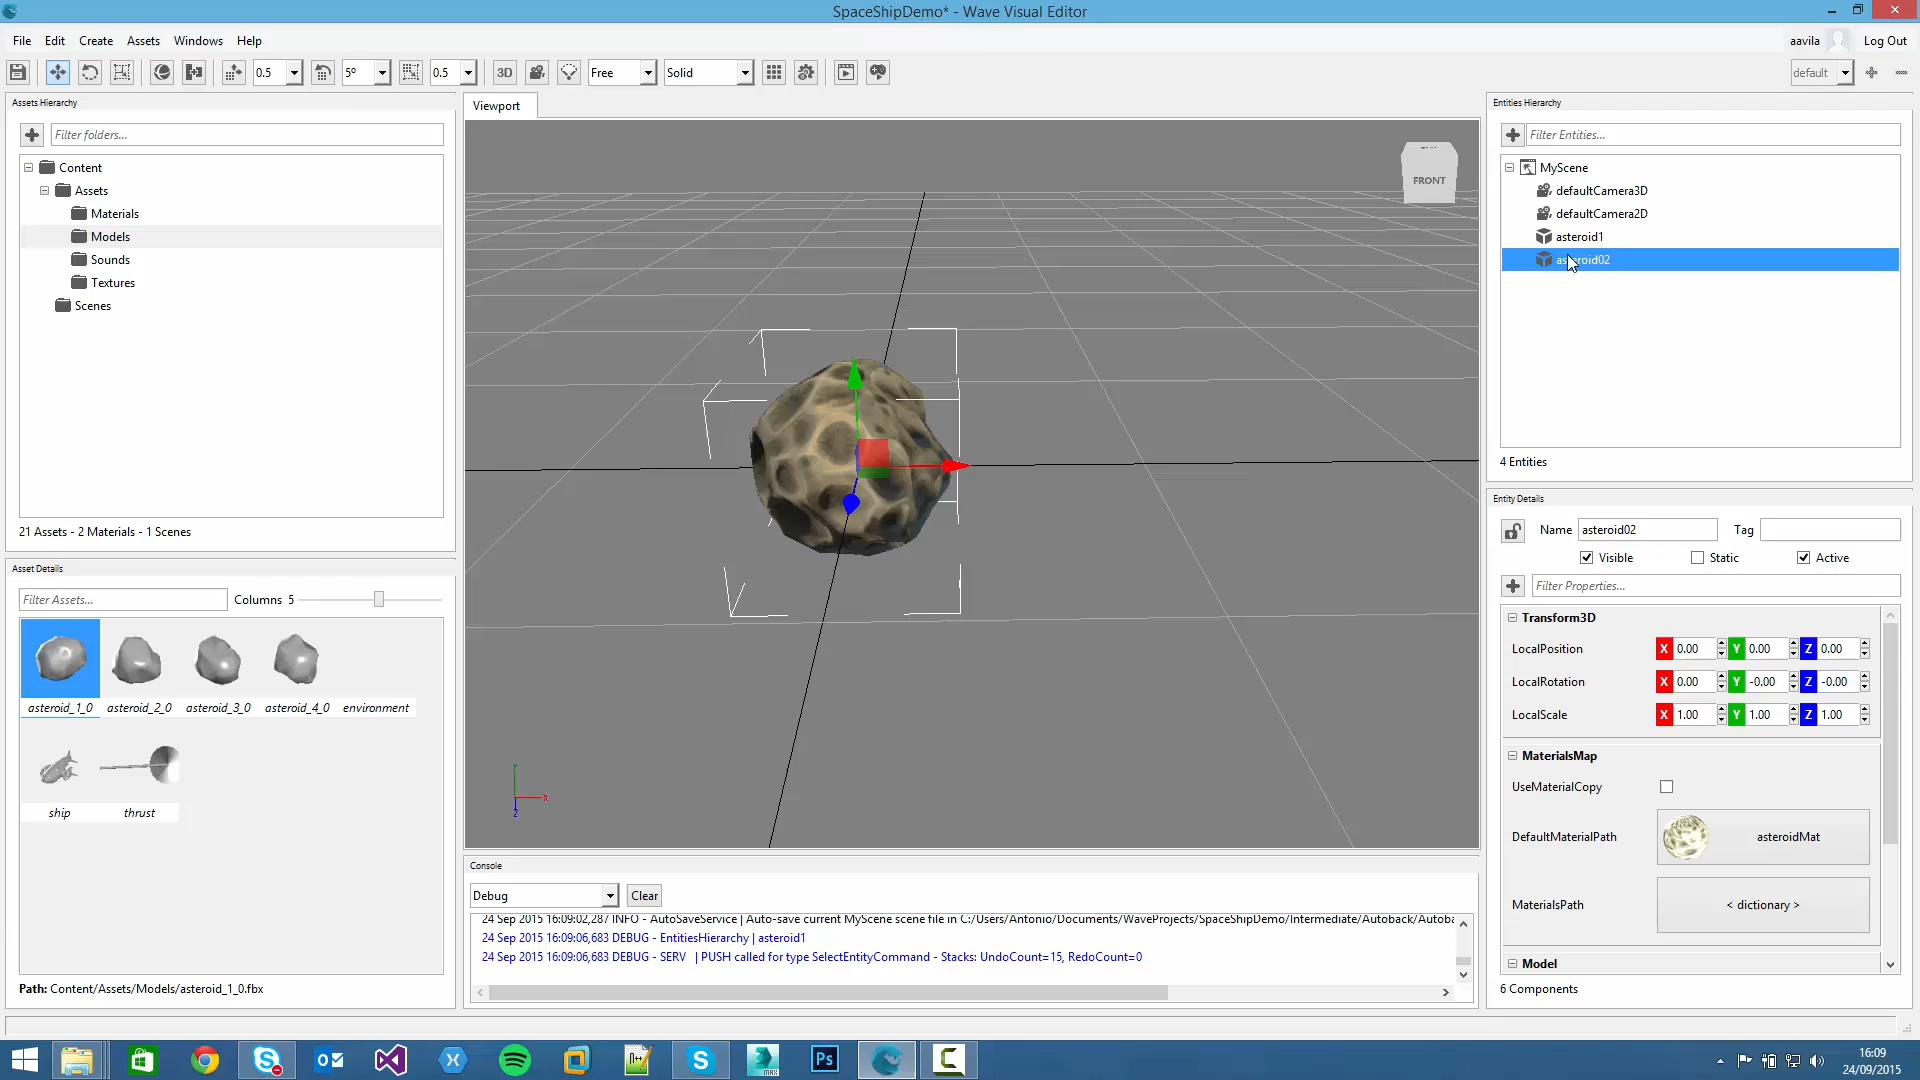 SpaceShipDemo* - Wave Visual Editor
File Edit Create Assets Windows Help
aavila Log Out
0.5 5º 0.5 3D Free Solid default
Assets Hierarchy
Filter folders...
Content
Assets
Materials
Models
Sounds
Textures
Scenes
21 Assets - 2 Materials - 1 Scenes
Asset Details
Filter Assets...
Columns 5
asteroid_1_0 asteroid_2_0 asteroid_3_0 asteroid_4_0 environment
ship thrust
Path: Content/Assets/Models/asteroid_1_0.fbx
Viewport
FRONT
Y
X
Z
Console
Debug Clear
24 Sep 2015 16:09:02,287 INFO - AutoSaveService | Auto-save current MyScene scene file in C:/Users/Antonio/Documents/WaveProjects/SpaceShipDemo/Intermediate/Autoback/Autoba
24 Sep 2015 16:09:06,683 DEBUG - EntitiesHierarchy | asteroid1
24 Sep 2015 16:09:06,683 DEBUG - SERV | PUSH called for type SelectEntityCommand - Stacks: UndoCount=15, RedoCount=0
Entities Hierarchy
Filter Entities...
MyScene
defaultCamera3D
defaultCamera2D
asteroid1
asteroid02
4 Entities
Entity Details
Name asteroid02 Tag
Visible Static Active
Filter Properties...
Transform3D
LocalPosition X 0.00 Y 0.00 Z 0.00
LocalRotation X 0.00 Y -0.00 Z -0.00
LocalScale X 1.00 Y 1.00 Z 1.00
MaterialsMap
UseMaterialCopy
DefaultMaterialPath asteroidMat
MaterialsPath < dictionary >
Model
6 Components
16:09
24/09/2015